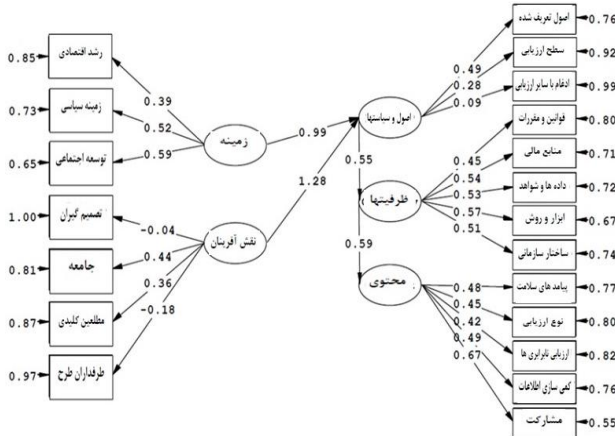 اصول تعریف شده
0.76
رشد اقتصادی
0.85
سطح ارزیابی
0.92
0.49
0.28
0.09
ادغام با سایر ارزیابی
0.99
0.39
زمینه سیاسی
0.73
0.52
0.59
زمینه
0.99
اصول و سیاستها
قوانین و مقررات
0.80
توسعه اجتماعی
0.65
0.45
منابع مالی
0.71
0.55
0.54
1.28
ظرفیتها
0.53
داده ها و شواهد
0.72
تصمیم گیران
1.00
-0.04
نقش آفرینان
0.57
ابزار و روش
0.67
0.51
0.59
ساختار سازمانی
0.74
جامعه
0.81
0.44
0.36
-0.18
محتوی
0.48
پیامد های سلامت
0.77
مطلعین کلیدی
0.87
0.45
نوع ارزیابی
0.80
0.42
ارزیابی نابرابری ها
0.82
0.49
0.67
طرفداران طرح
0.97
کمی سازی اطلاعات
0.76
مشارکت
0.55